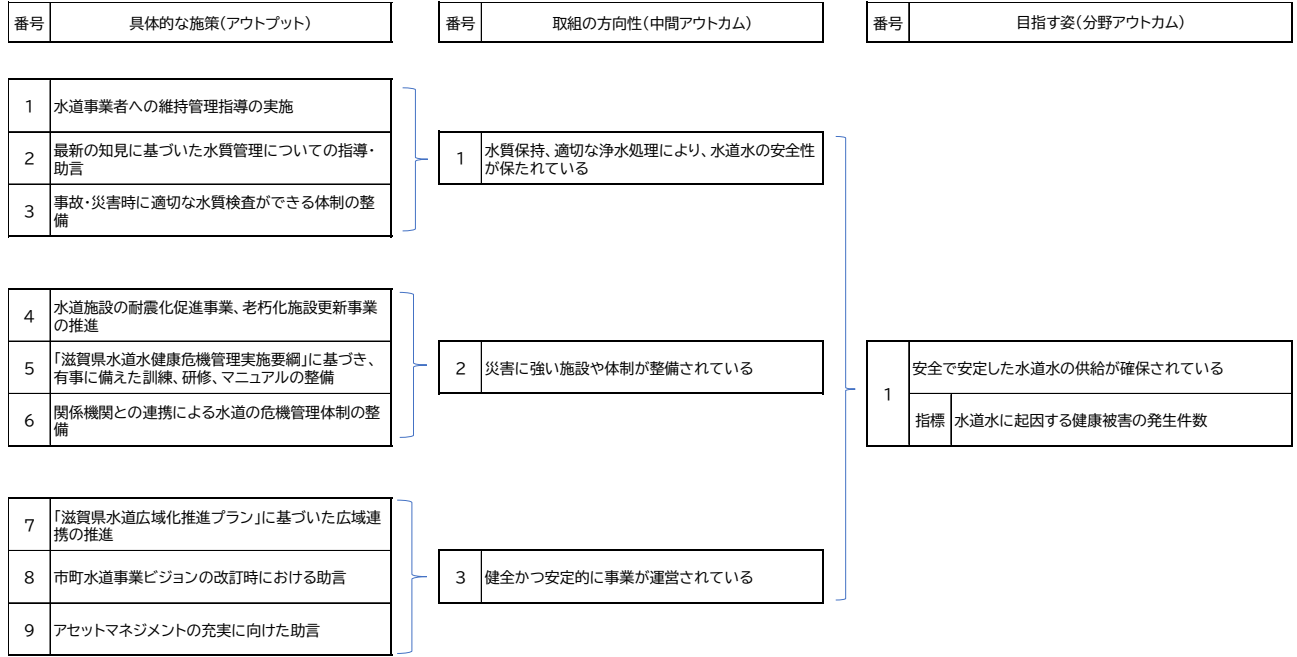 番号 具体的な施策(アウトプット)
番号 取組の方向性(中間アウトカム)
番号 目指す姿(分野アウトカム)
1 水道事業者への維持管理指導の実施
2 最新の知見に基づいた水質管理についての指導・
助言
3 事故・災害時に適切な水質検査ができる体制の整
備
1 水質保持、適切な浄水処理により、水道水の安全性
が保たれている
4 水道施設の耐震化促進事業、老朽化施設更新事業
の推進
5 「滋賀県水道水健康危機管理実施要綱」に基づき、
有事に備えた訓練、研修、マニュアルの整備
6 関係機関との連携による水道の危機管理体制の整
備
2 災害に強い施設や体制が整備されている
1 安全で安定した水道水の供給が確保されている
指標 水道水に起因する健康被害の発生件数
7 「滋賀県水道広域化推進プラン」に基づいた広域連
携の推進
8 市町水道事業ビジョンの改訂時における助言
9 アセットマネジメントの充実に向けた助言
3 健全かつ安定的に事業が運営されている